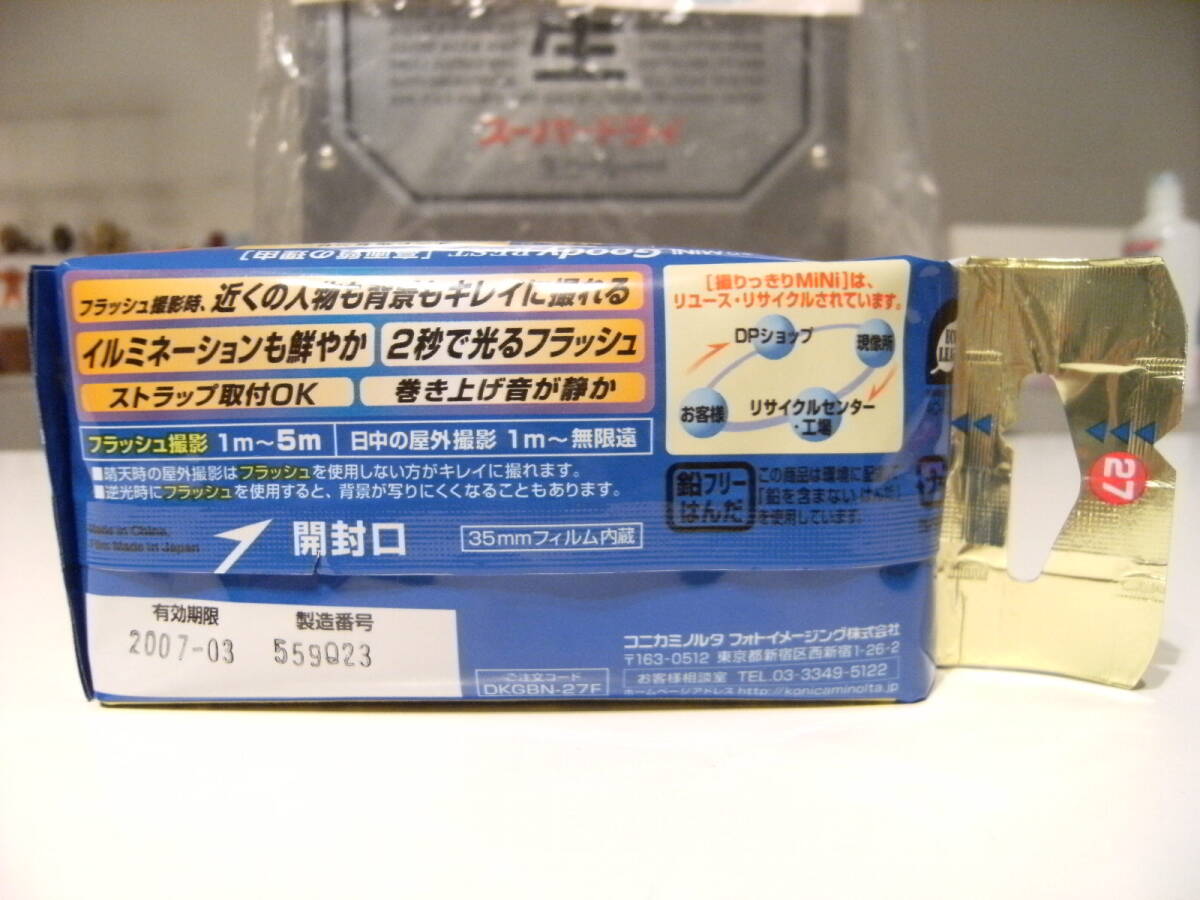 生
スーパードライ
MiNi Goody BEST 「高画質の理由」
フラッシュ撮影時、近くの人物も背景もキレイに撮れる
イルミネーションも鮮やか
2秒で光るフラッシュ
ストラップ取付OK
巻き上げ音が静か
フラッシュ撮影 1m～5m
日中の屋外撮影 1m～無限遠
■晴天時の屋外撮影はフラッシュを使用しない方がキレイに撮れます。
■逆光時にフラッシュを使用すると、背景が写りにくくなることもあります。
[撮りっきりMiNi]は、
リユース・リサイクルされています。
DPショップ
現像所
お客様
リサイクルセンター
・工場
鉛フリー
はんだ
この商品は環境に配
「鉛を含まないはんだ」
を使用しています。
Made in China
Film Made in Japan
開封口
35mmフィルム内蔵
27
有効期限
2007-03
製造番号
559Q23
ご注文コード
DKGBN-27F
コニカミノルタ フォトイメージング株式会社
〒163-0512 東京都新宿区西新宿1-26-2
お客様相談室 TEL.03-3349-5122
ホームページアドレス http://konicaminolta.jp